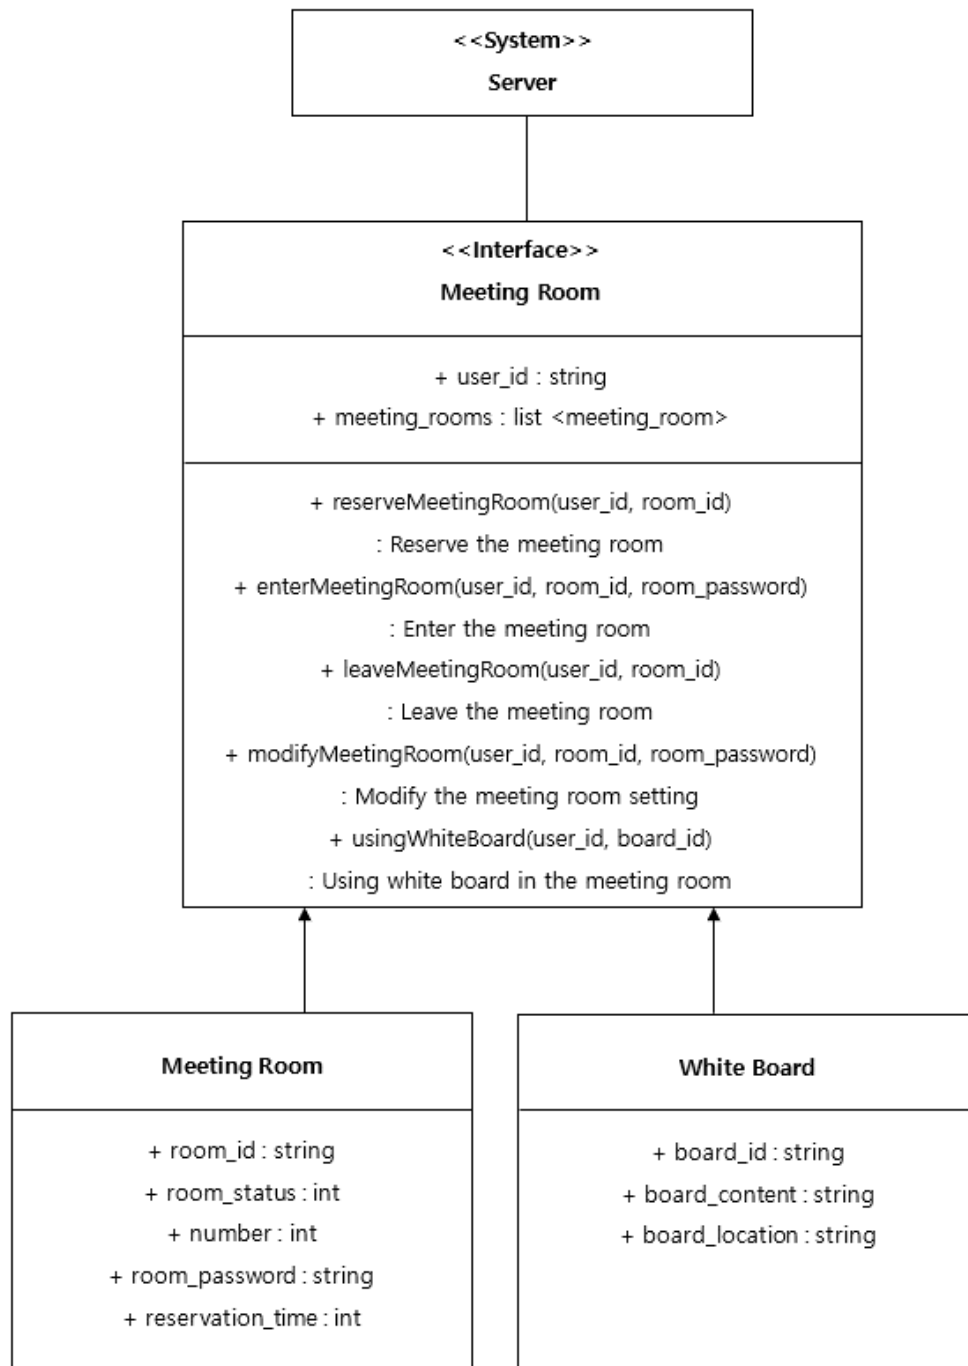 <<System>>
Server
<<Interface>>
Meeting Room
+ user_id : string
+ meeting_rooms : list <meeting_room>
+ reserveMeetingRoom(user_id, room_id)
: Reserve the meeting room
+ enterMeetingRoom(user_id, room_id, room_password)
: Enter the meeting room
+ leaveMeetingRoom(user_id, room_id)
: Leave the meeting room
+ modifyMeetingRoom(user_id, room_id, room_password)
: Modify the meeting room setting
+ usingWhiteBoard(user_id, board_id)
: Using white board in the meeting room
Meeting Room
+ room_id : string
+ room_status : int
+ number : int
+ room_password : string
+ reservation_time : int
White Board
+ board_id : string
+ board_content : string
+ board_location : string